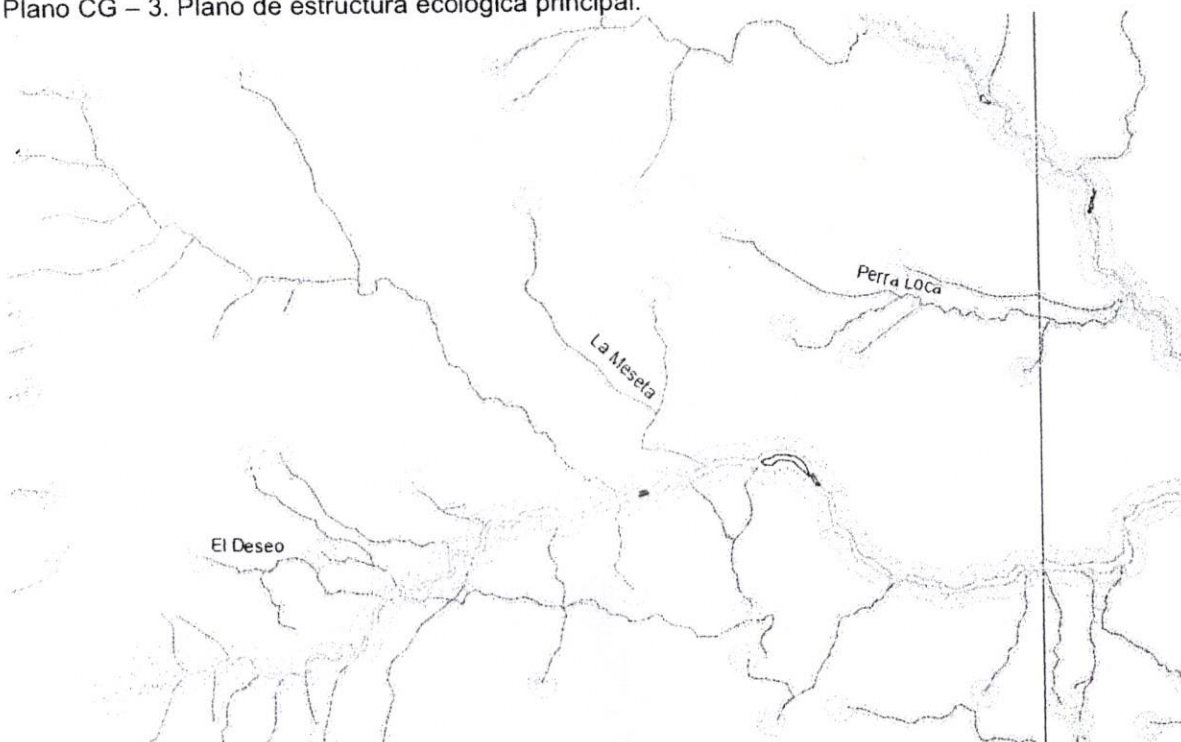 Plano CG – 3. Plano de estructura ecológica principal.
Perra Loca
La Meseta
El Deseo